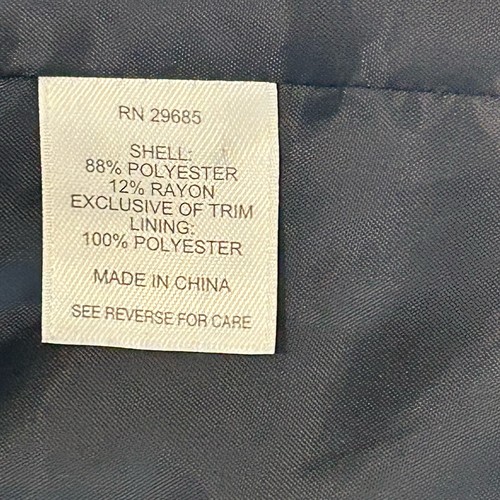 RN 29685
SHELL:
88% POLYESTER
12% RAYON
EXCLUSIVE OF TRIM
LINING:
100% POLYESTER
MADE IN CHINA
SEE REVERSE FOR CARE